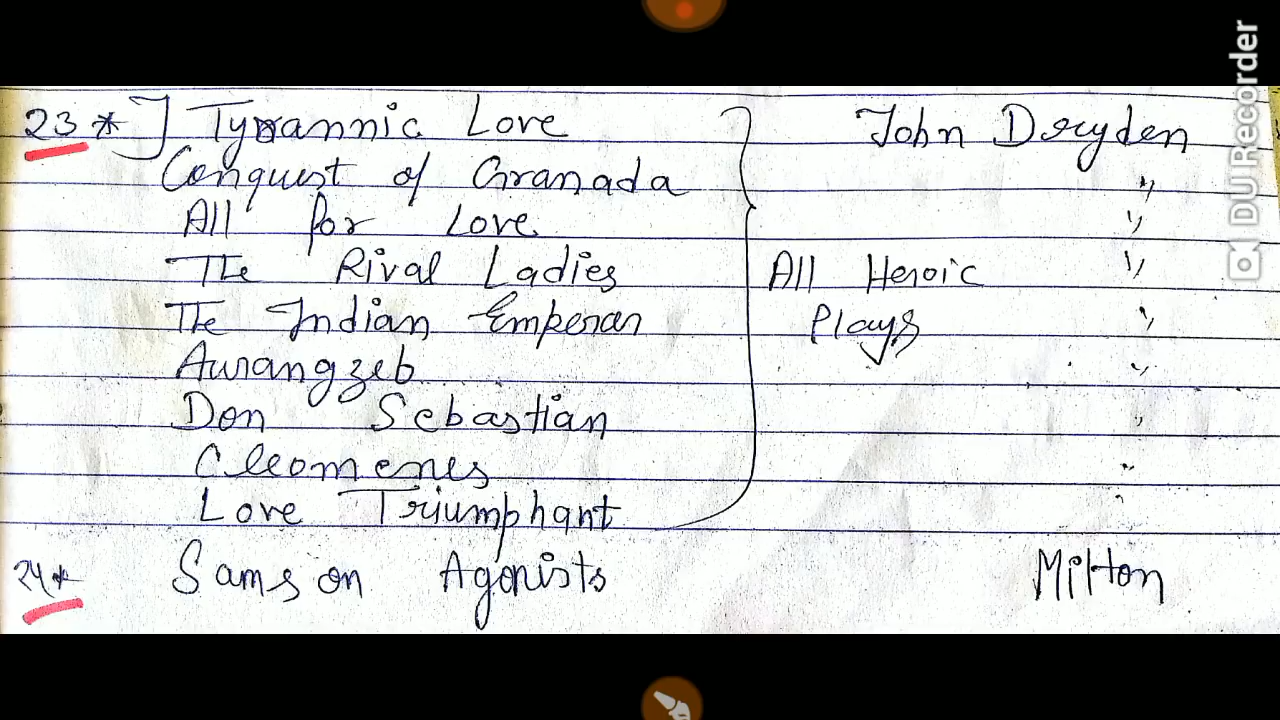 23* ] Tyrannic Love John Dryden
Conquest of Granada "
All for Love "
The Rival Ladies All Heroic "
The Indian Emperor Plays "
Aurangzeb "
Don Sebastian "
Cleomenes "
Love Triumphant "
24* Samson Agonists Milton
DU Recorder